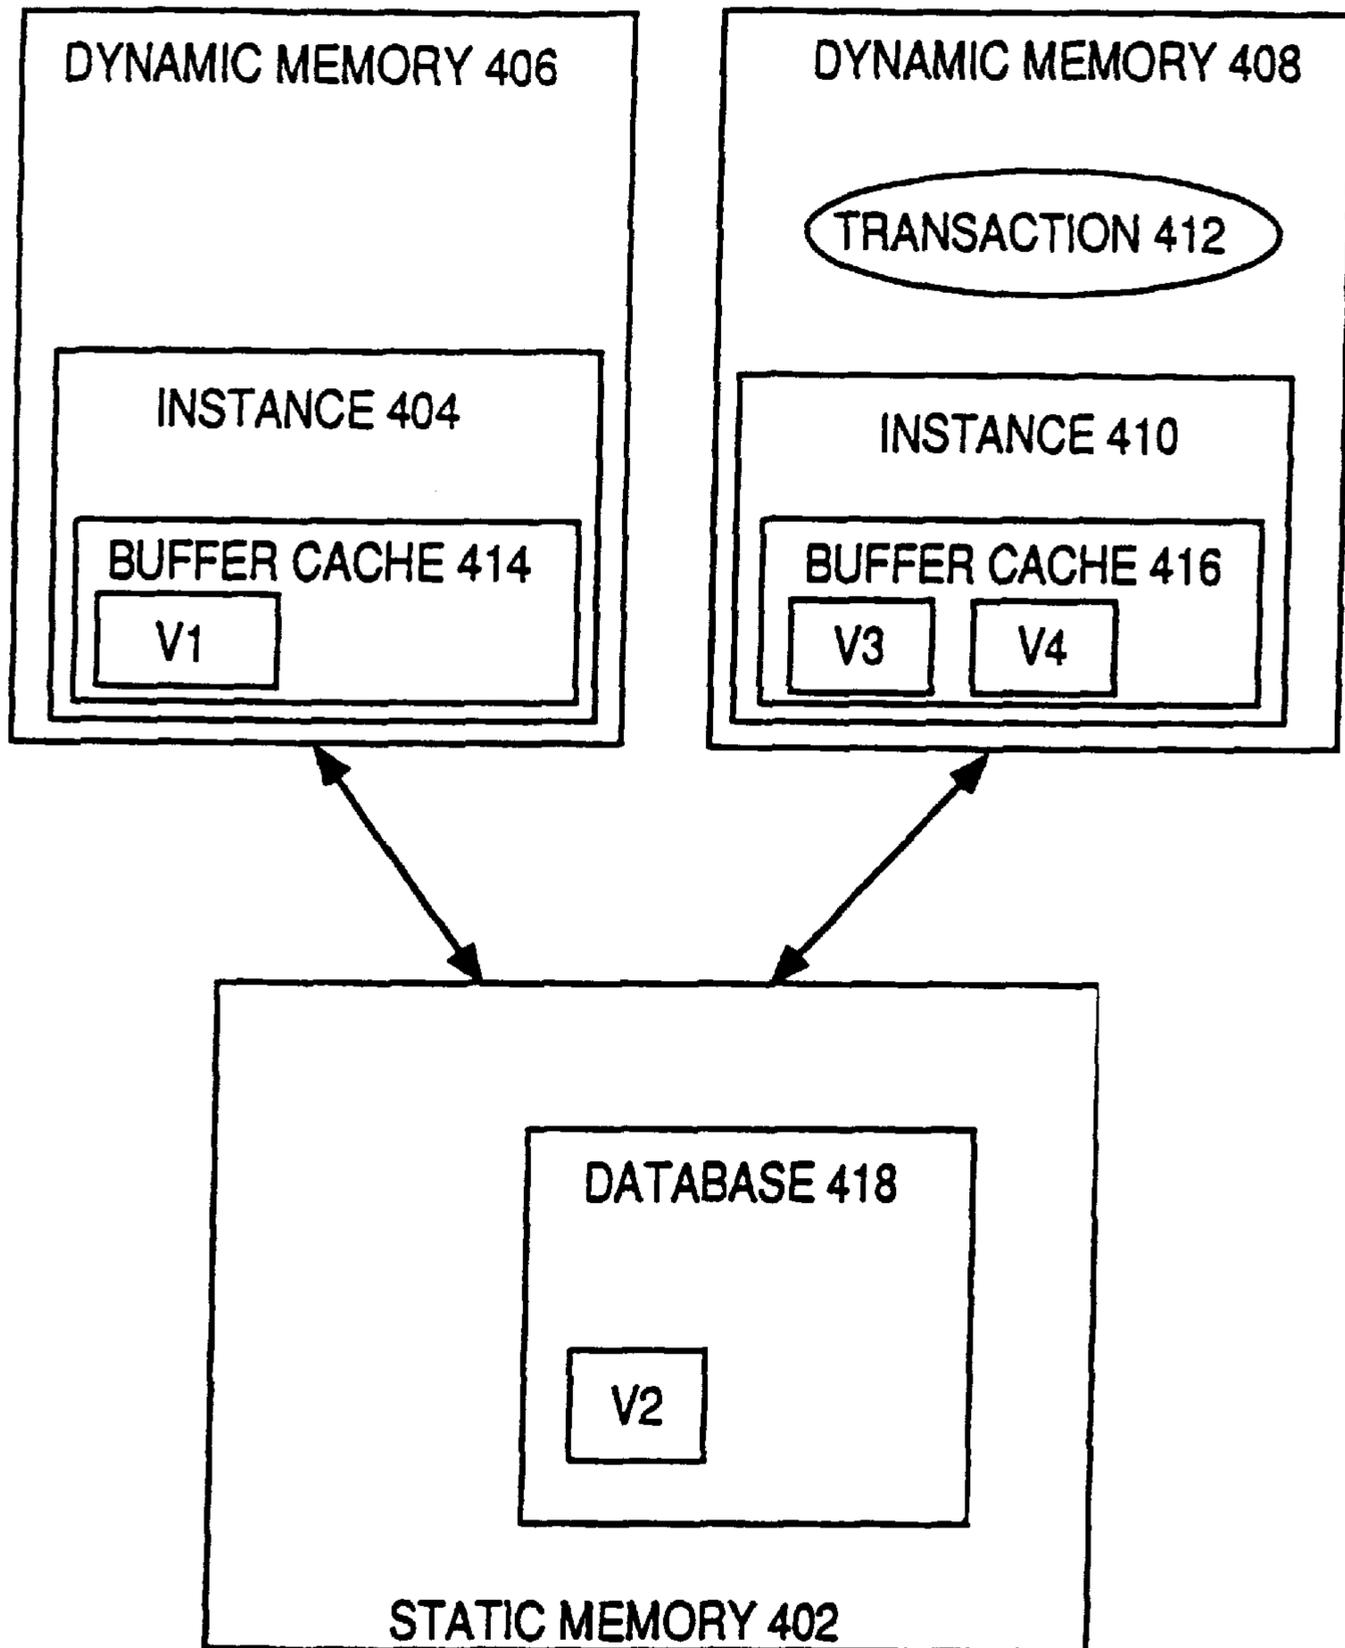 DYNAMIC MEMORY 406
INSTANCE 404
BUFFER CACHE 414
V1
DYNAMIC MEMORY 408
TRANSACTION 412
INSTANCE 410
BUFFER CACHE 416
V3 V4
DATABASE 418
V2
STATIC MEMORY 402